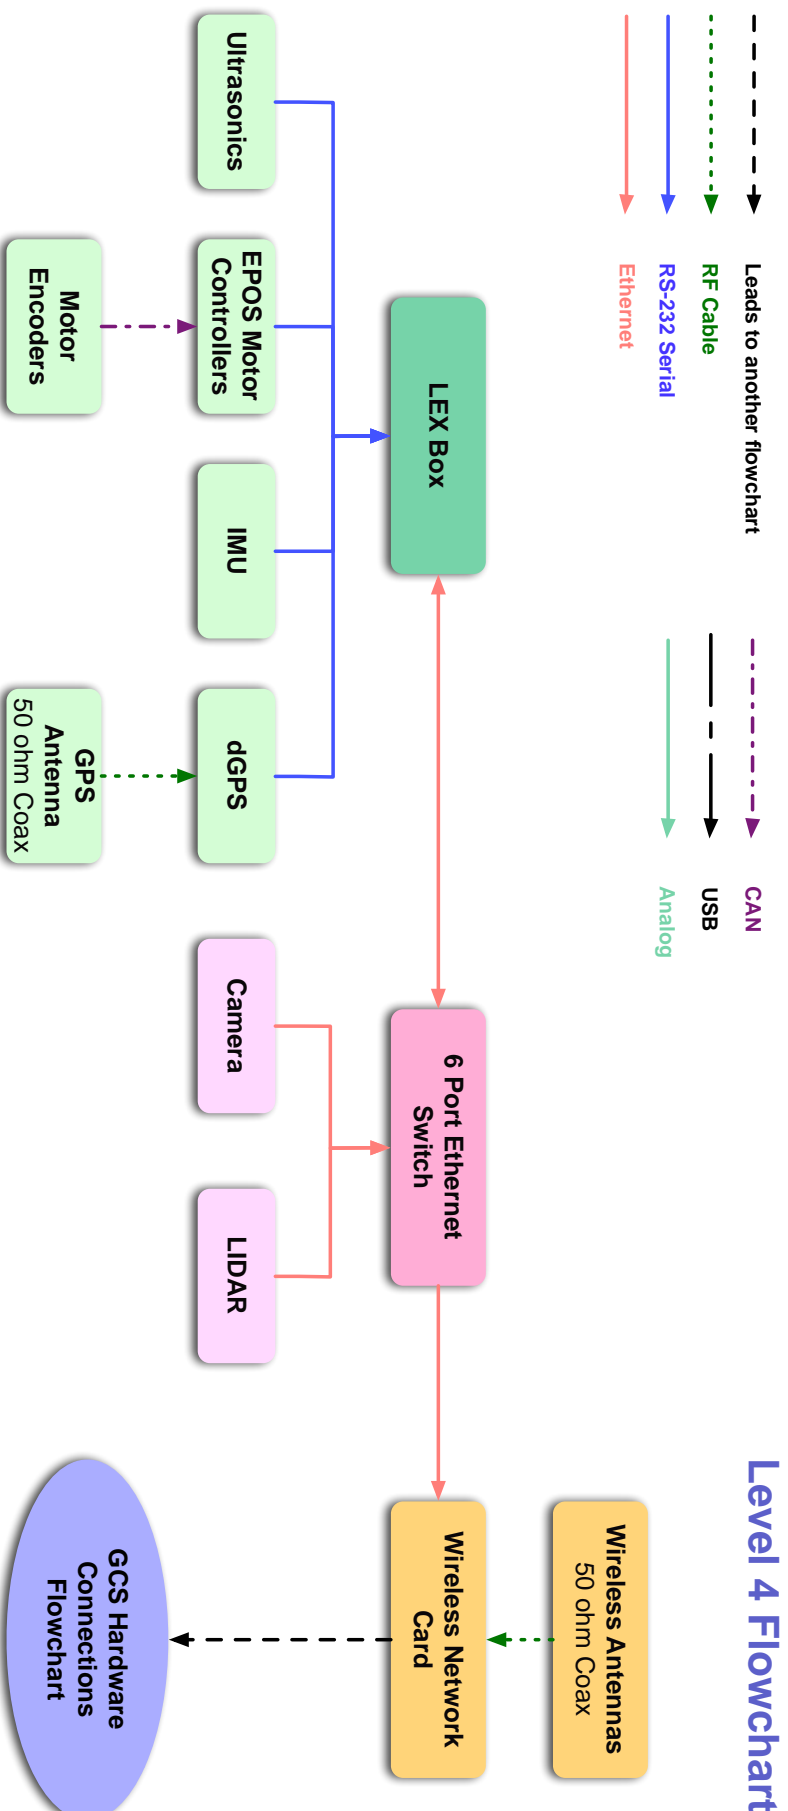 Level 4 Flowchart
Leads to another flowchart
RF Cable
RS-232 Serial
Ethernet
CAN
USB
Analog
Wireless Antennas
50 ohm Coax
LEX Box
6 Port Ethernet
Switch
Wireless Network
Card
Ultrasonics
EPOS Motor
Controllers
IMU
dGPS
Camera
LIDAR
Motor
Encoders
GPS
Antenna
50 ohm Coax
GCS Hardware
Connections
Flowchart